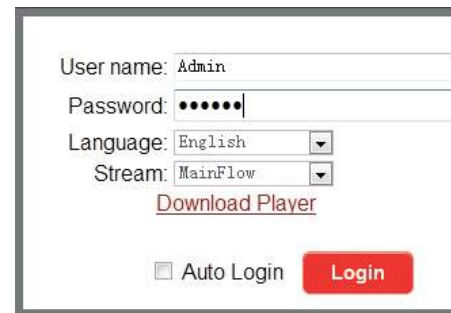 User name: Admin
Password: ••••••
Language: English
Stream: MainFlow
Download Player
Auto Login Login